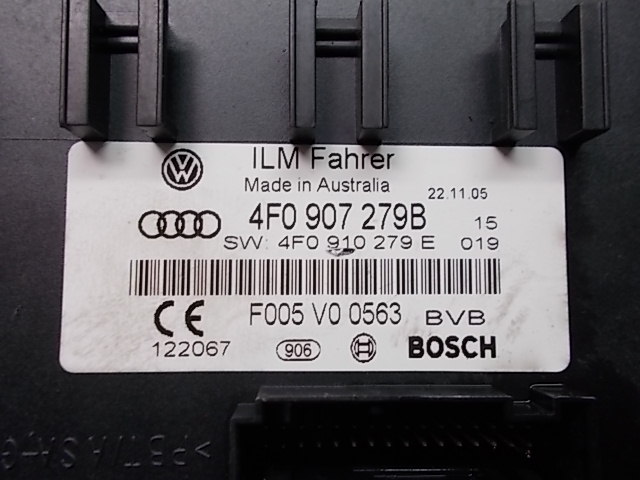 ILM Fahrer
Made in Australia
22.11.05
4F0 907 279B 15
SW: 4F0 910 279 E 019
F005 V0 0563 BVB
122067 906 BOSCH